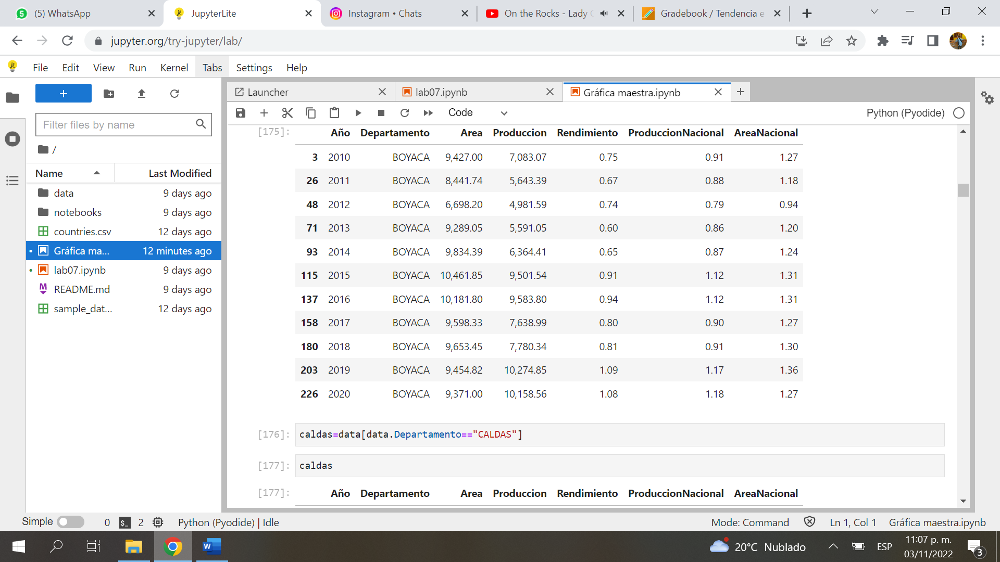 (5) WhatsApp
JupyterLite
Instagram • Chats
On the Rocks - Lady
Gradebook / Tendencia e
jupyter.org/try-jupyter/lab/
File Edit View Run Kernel Tabs Settings Help
Launcher
lab07.ipynb
Gráfica maestra.ipynb
Code
Python (Pyodide)
Filter files by name
/
Name Last Modified
data 9 days ago
notebooks 9 days ago
countries.csv 12 days ago
Gráfica ma... 12 minutes ago
lab07.ipynb 9 days ago
README.md 9 days ago
sample_dat... 12 days ago
[175]:
Año Departamento Area Produccion Rendimiento ProduccionNacional AreaNacional
3 2010 BOYACA 9,427.00 7,083.07 0.75 0.91 1.27
26 2011 BOYACA 8,441.74 5,643.39 0.67 0.88 1.18
48 2012 BOYACA 6,698.20 4,981.59 0.74 0.79 0.94
71 2013 BOYACA 9,289.05 5,591.05 0.60 0.86 1.20
93 2014 BOYACA 9,834.39 6,364.41 0.65 0.87 1.24
115 2015 BOYACA 10,461.85 9,501.54 0.91 1.12 1.31
137 2016 BOYACA 10,181.80 9,583.80 0.94 1.12 1.31
158 2017 BOYACA 9,598.33 7,638.99 0.80 0.90 1.27
180 2018 BOYACA 9,653.45 7,780.34 0.81 0.91 1.30
203 2019 BOYACA 9,454.82 10,274.85 1.09 1.17 1.36
226 2020 BOYACA 9,371.00 10,158.56 1.08 1.18 1.27
[176]: caldas=data[data.Departamento=="CALDAS"]
[177]: caldas
[177]:
Año Departamento Area Produccion Rendimiento ProduccionNacional AreaNacional
Simple 0 $_ 2 Python (Pyodide) | Idle Mode: Command Ln 1, Col 1 Gráfica maestra.ipynb
20°C Nublado
ESP
11:07 p. m.
03/11/2022
3